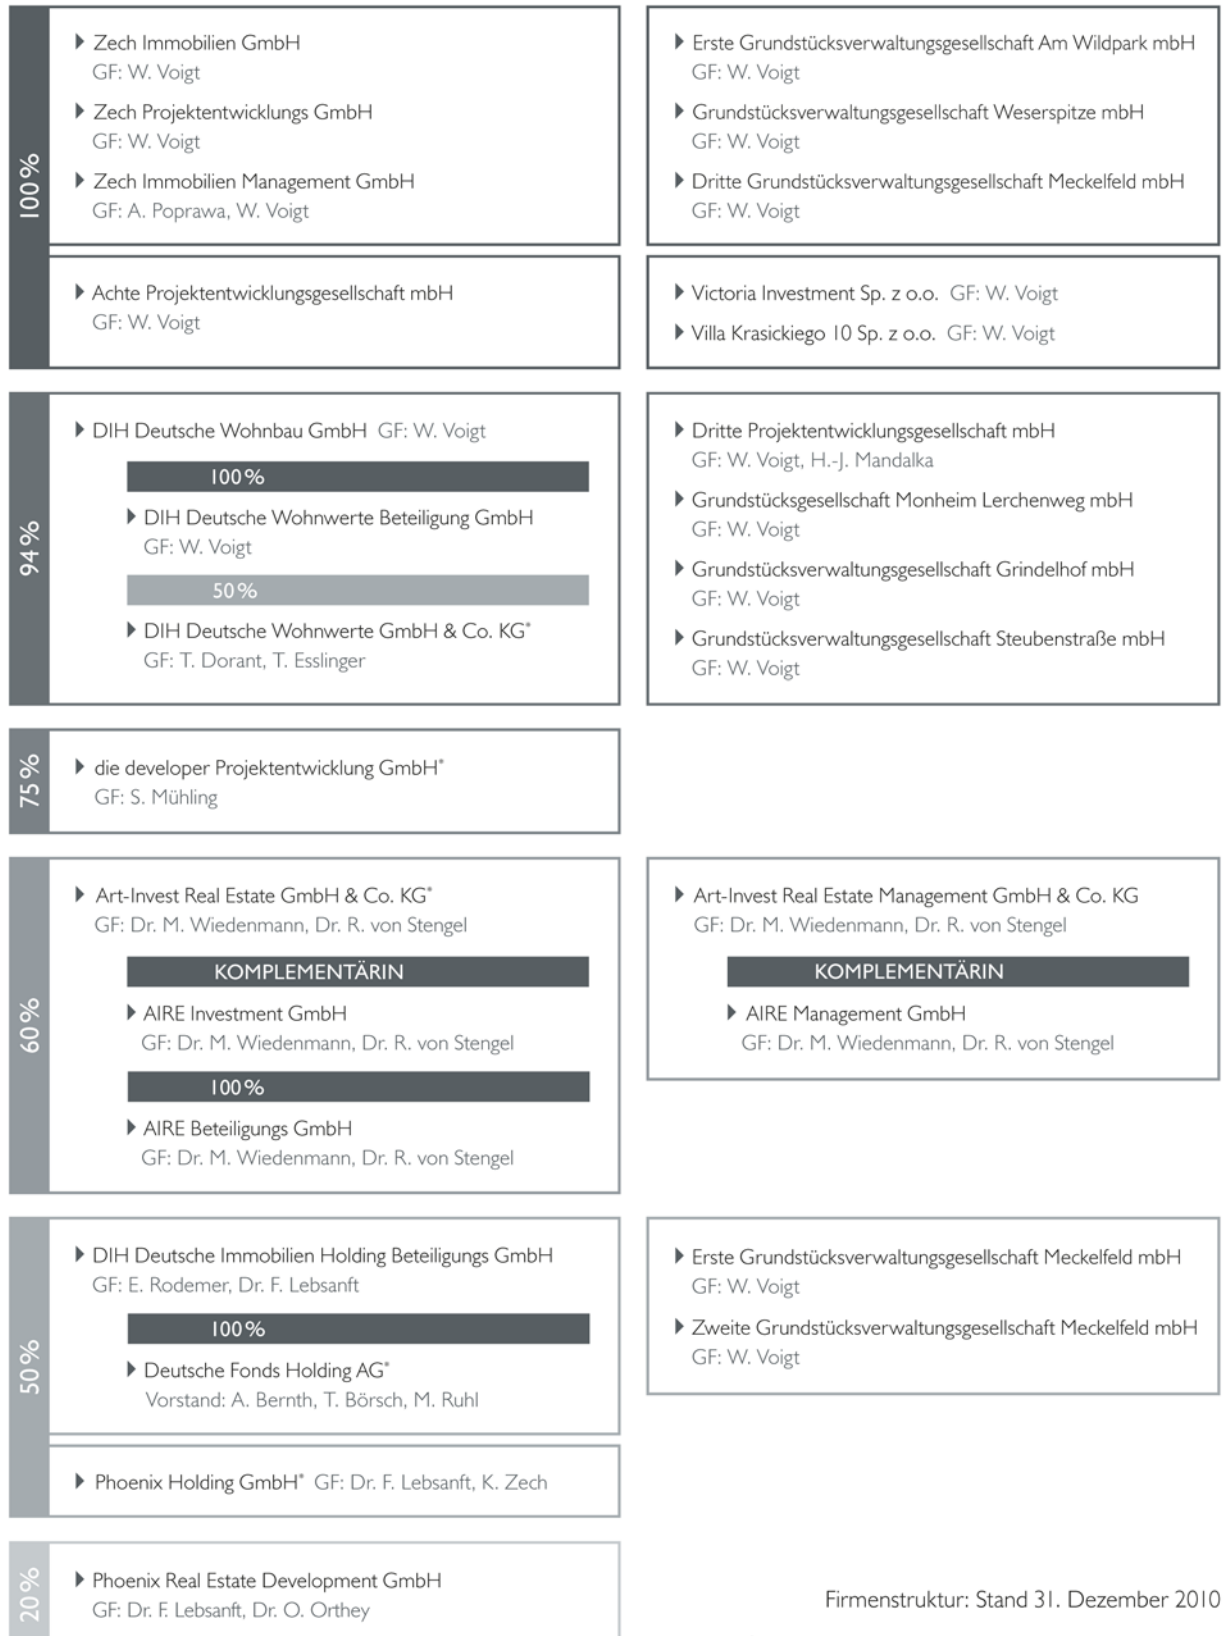 100%
Zech Immobilien GmbH
GF: W. Voigt
Zech Projektentwicklungs GmbH
GF: W. Voigt
Zech Immobilien Management GmbH
GF: A. Poprawa, W. Voigt
Erste Grundstücksverwaltungsgesellschaft Am Wildpark mbH
GF: W. Voigt
Grundstücksverwaltungsgesellschaft Weserspitze mbH
GF: W. Voigt
Dritte Grundstücksverwaltungsgesellschaft Meckelfeld mbH
GF: W. Voigt
Achte Projektentwicklungsgesellschaft mbH
GF: W. Voigt
Victoria Investment Sp. z o.o. GF: W. Voigt
Villa Krasickiego 10 Sp. z o.o. GF: W. Voigt
94%
DIH Deutsche Wohnbau GmbH GF: W. Voigt
100%
DIH Deutsche Wohnwerte Beteiligung GmbH
GF: W. Voigt
50%
DIH Deutsche Wohnwerte GmbH & Co. KG*
GF: T. Dorant, T. Esslinger
Dritte Projektentwicklungsgesellschaft mbH
GF: W. Voigt, H.-J. Mandalka
Grundstücksgesellschaft Monheim Lerchenweg mbH
GF: W. Voigt
Grundstücksverwaltungsgesellschaft Grindelhof mbH
GF: W. Voigt
Grundstücksverwaltungsgesellschaft Steubenstraße mbH
GF: W. Voigt
75%
die developer Projektentwicklung GmbH*
GF: S. Mühling
60%
Art-Invest Real Estate GmbH & Co. KG*
GF: Dr. M. Wiedenmann, Dr. R. von Stengel
KOMPLEMENTÄRIN
AIRE Investment GmbH
GF: Dr. M. Wiedenmann, Dr. R. von Stengel
100%
AIRE Beteiligungs GmbH
GF: Dr. M. Wiedenmann, Dr. R. von Stengel
Art-Invest Real Estate Management GmbH & Co. KG
GF: Dr. M. Wiedenmann, Dr. R. von Stengel
KOMPLEMENTÄRIN
AIRE Management GmbH
GF: Dr. M. Wiedenmann, Dr. R. von Stengel
50%
DIH Deutsche Immobilien Holding Beteiligungs GmbH
GF: E. Rodemer, Dr. F. Lebsanft
100%
Deutsche Fonds Holding AG*
Vorstand: A. Bernth, T. Börsch, M. Ruhl
Erste Grundstücksverwaltungsgesellschaft Meckelfeld mbH
GF: W. Voigt
Zweite Grundstücksverwaltungsgesellschaft Meckelfeld mbH
GF: W. Voigt
Phoenix Holding GmbH* GF: Dr. F. Lebsanft, K. Zech
20%
Phoenix Real Estate Development GmbH
GF: Dr. F. Lebsanft, Dr. O. Orthey
Firmenstruktur: Stand 31. Dezember 2010